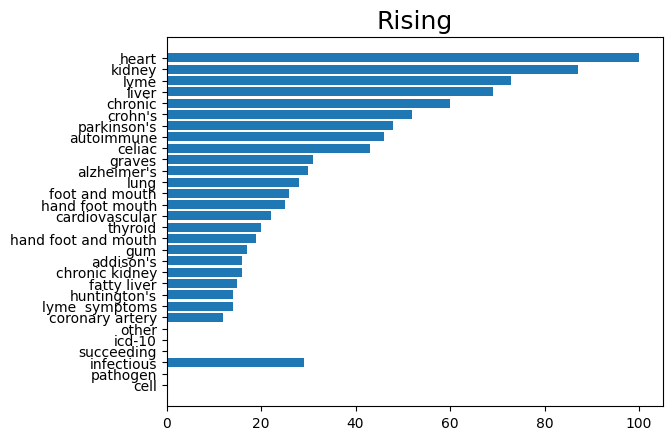 Rising
heart
kidney
lyme
liver
chronic
crohn's
parkinson's
autoimmune
celiac
graves
alzheimer's
lung
foot and mouth
hand foot mouth
cardiovascular
thyroid
hand foot and mouth
gum
addison's
chronic kidney
fatty liver
huntington's
lyme  symptoms
coronary artery
other
icd-10
succeeding
infectious
pathogen
cell
0 20 40 60 80 100